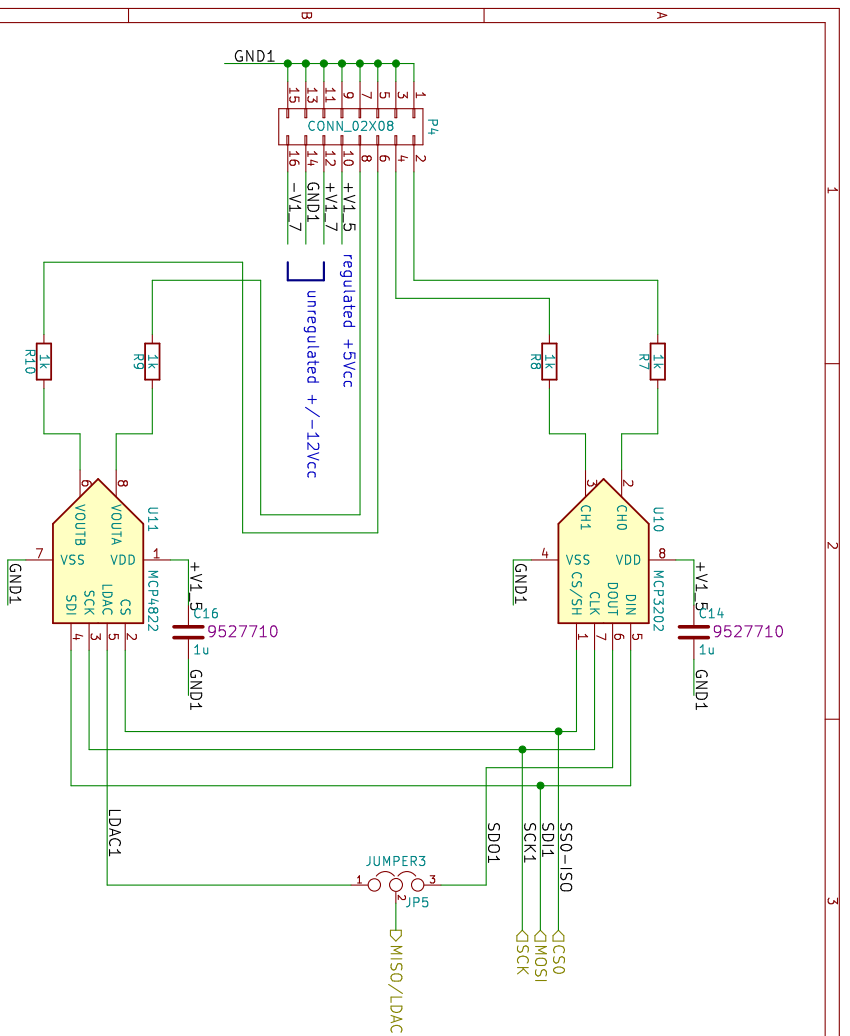 B
A
GND1
15
13
11
9
7
5
3
1
CONN_02X08
P4
16
14
12
10
8
6
4
2
-V1_7
GND1
+V1_7
+V1_5
1
regulated +5Vcc
unregulated +/-12Vcc
R10
1k
R9
1k
R8
1k
R7
1k
6
8
3
2
VOUTB
VOUTA
U11
CH1
CH0
U10
2
7
VSS
VDD
1
+V1_5
4
VSS
VDD
8
+V1_5
GND1
SDI
SCK
LDAC
CS
MCP4822
C16
9527710
1u
GND1
CS/SH
CLK
DOUT
DIN
MCP3202
C14
9527710
1u
4
3
5
2
1
7
6
5
GND1
GND1
LDAC1
SDO1
SCK1
SDI1
SS0-ISO
JUMPER3
1
3
2
JP5
3
MISO/LDAC
SCK
MOSI
CS0